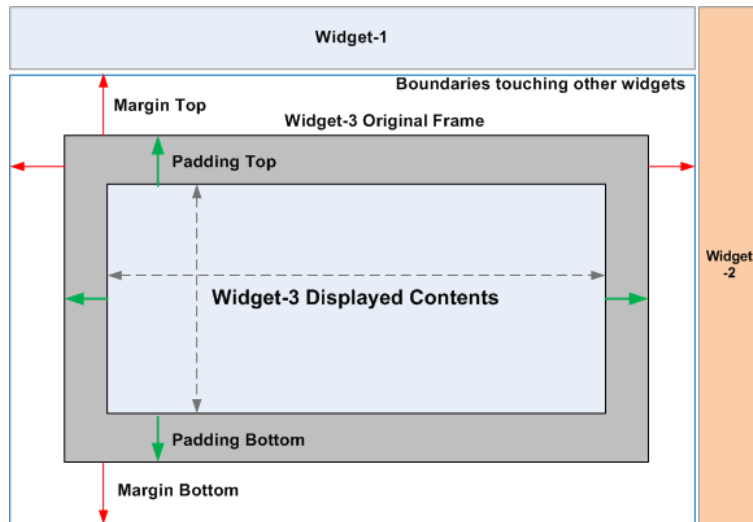 Widget-1
Boundaries touching other widgets
Margin Top
Widget-3 Original Frame
Padding Top
Widget
-2
Widget-3 Displayed Contents
Padding Bottom
Margin Bottom